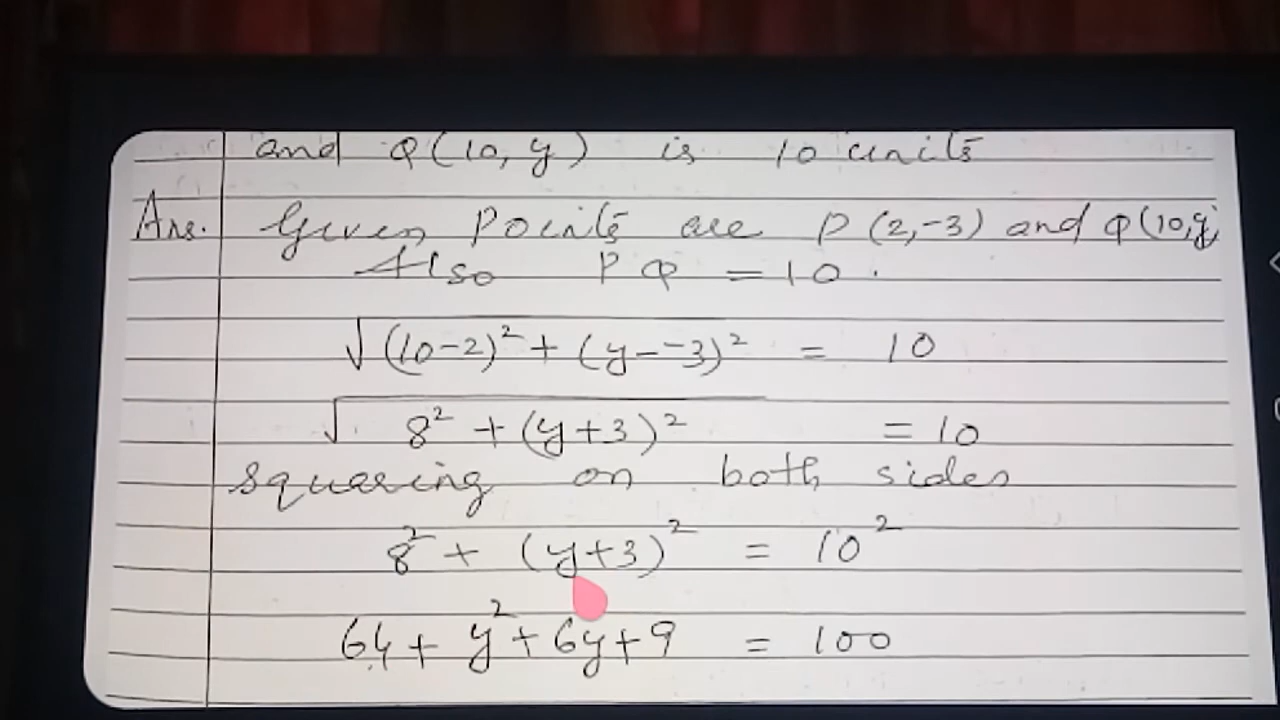 and Q(10, y) is 10 units
Ans. Given Points are P(2,-3) and Q(10,y)
Also PQ = 10.
√(10-2)² + (y--3)² = 10
√8² + (y+3)² = 10
squaring on both sides
8² + (y+3)² = 10²
64 + y² + 6y + 9 = 100